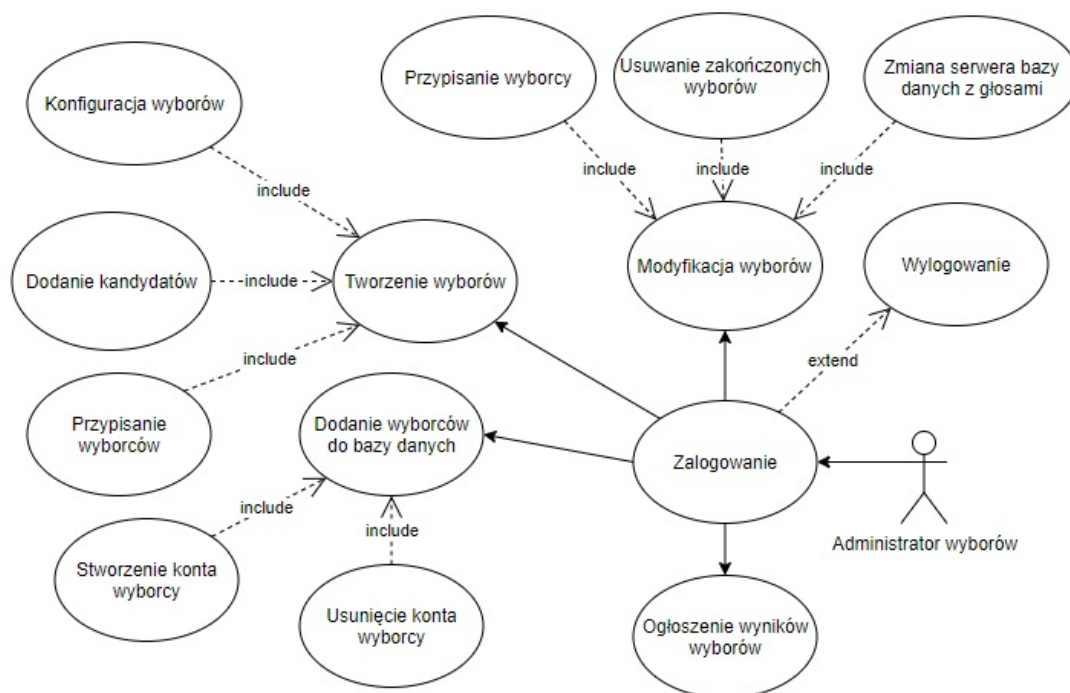 Konfiguracja wyborów
Przypisanie wyborcy
Usuwanie zakończonych
wyborów
Zmiana serwera bazy
danych z głosami
include
include
include
include
Dodanie kandydatów
include
Tworzenie wyborów
Modyfikacja wyborów
Wylogowanie
include
extend
Przypisanie
wyborców
Dodanie wyborców
do bazy danych
Zalogowanie
include
include
Administrator wyborów
Stworzenie konta
wyborcy
Usunięcie konta
wyborcy
Ogłoszenie wyników
wyborów